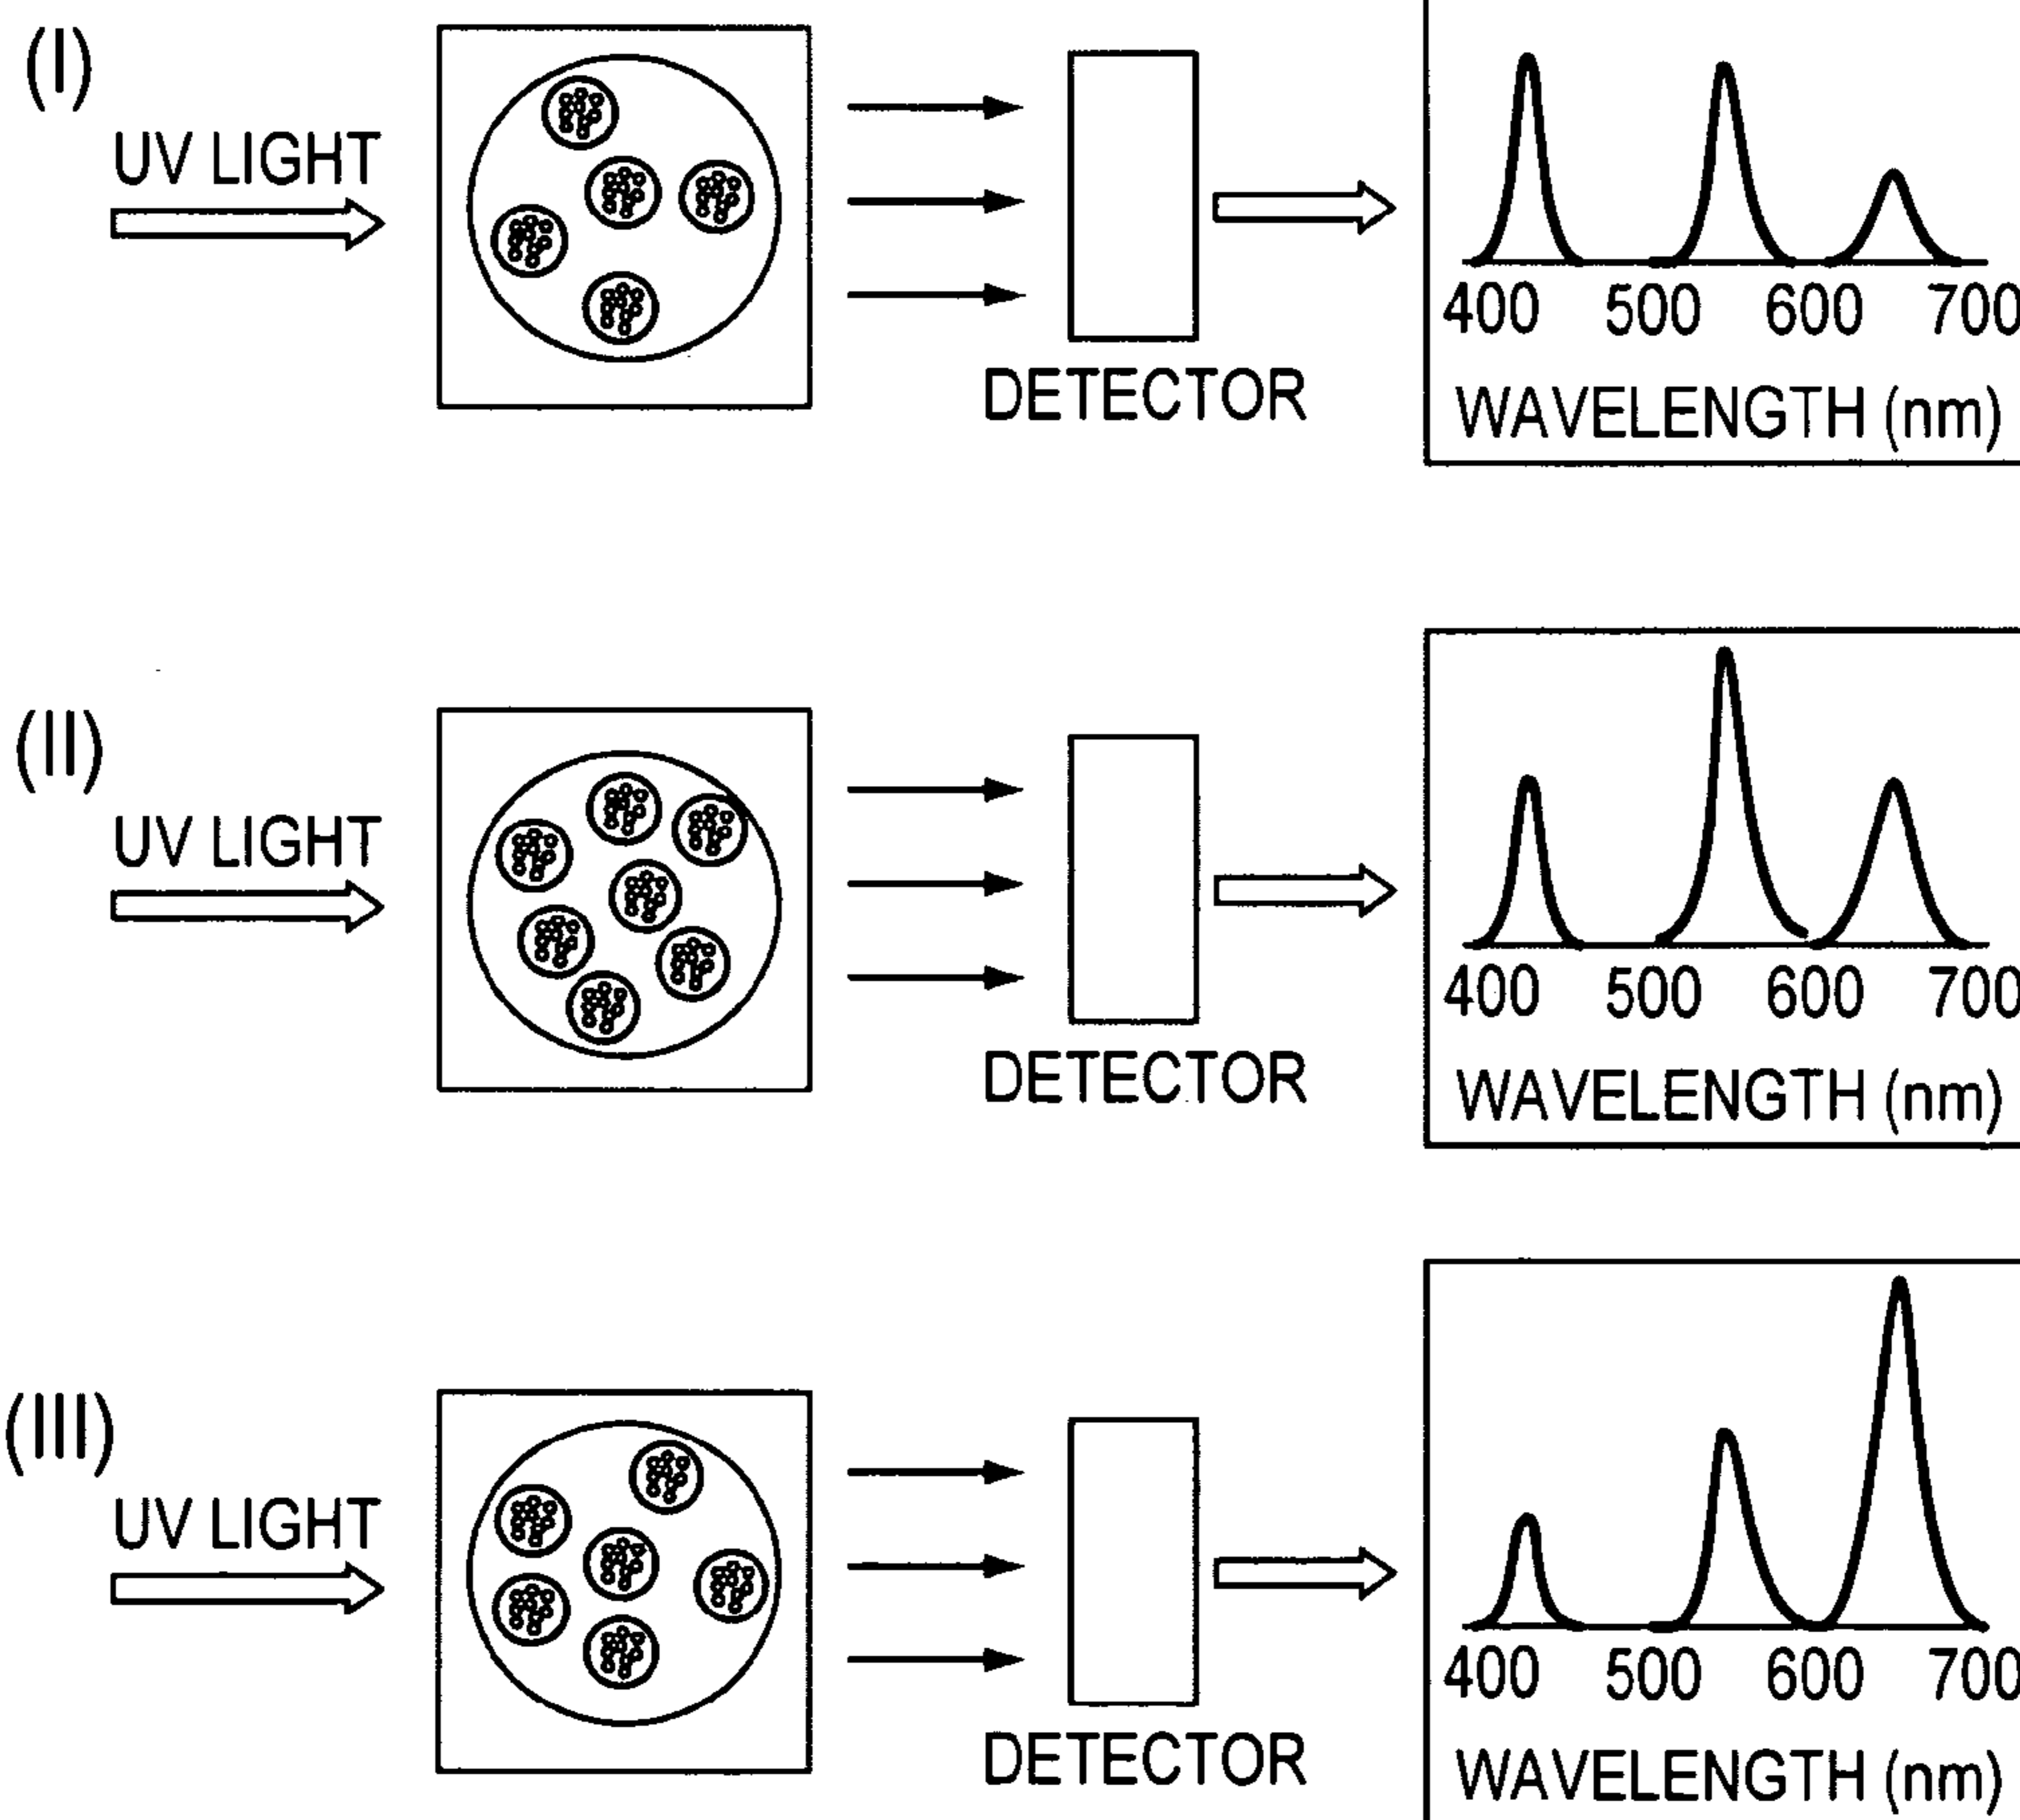 (I)
UV LIGHT
DETECTOR
400 500 600 700
WAVELENGTH (nm)
(II)
UV LIGHT
DETECTOR
400 500 600 700
WAVELENGTH (nm)
(III)
UV LIGHT
DETECTOR
400 500 600 700
WAVELENGTH (nm)